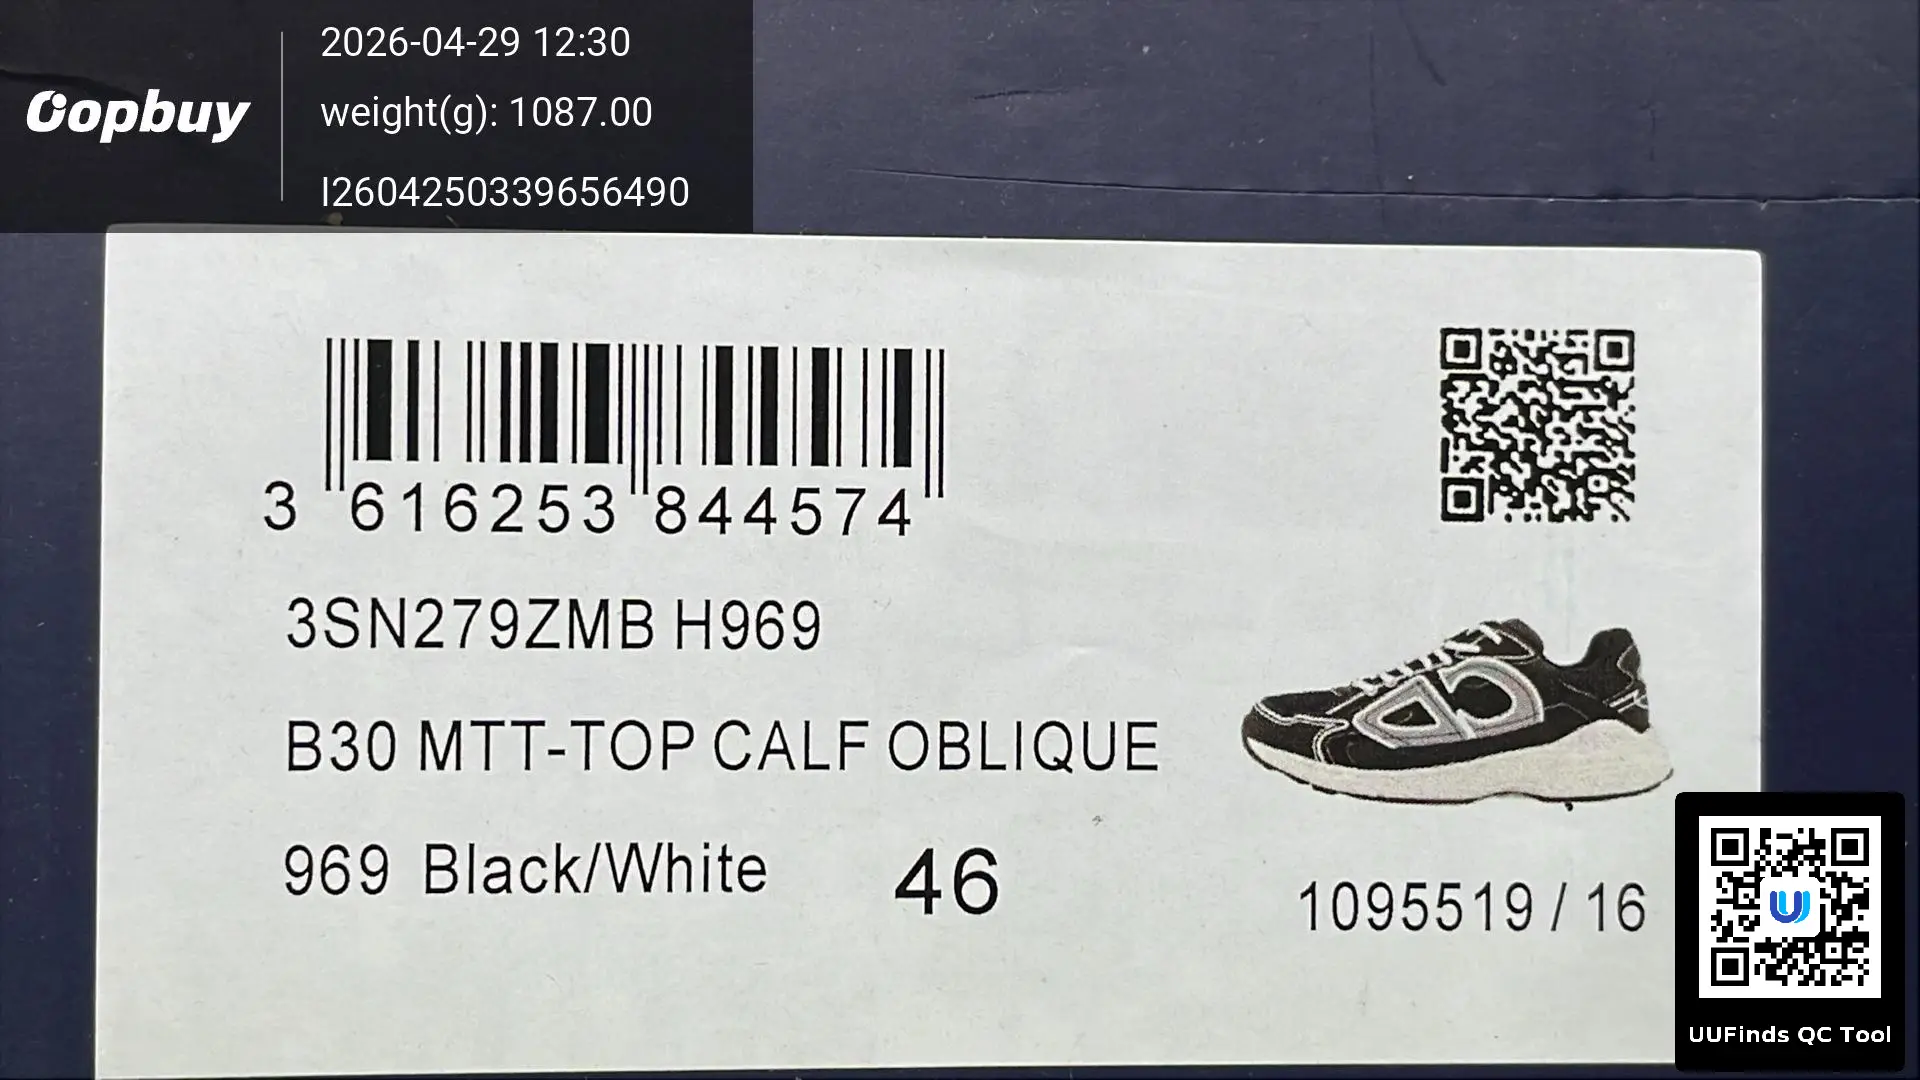 Oopbuy
2026-04-29 12:30
weight(g): 1087.00
I2604250339656490
3 616253 844574
3SN279ZMB H969
B30 MTT-TOP CALF OBLIQUE
969 Black/White 46
1095519 / 16
UUFinds QC Tool